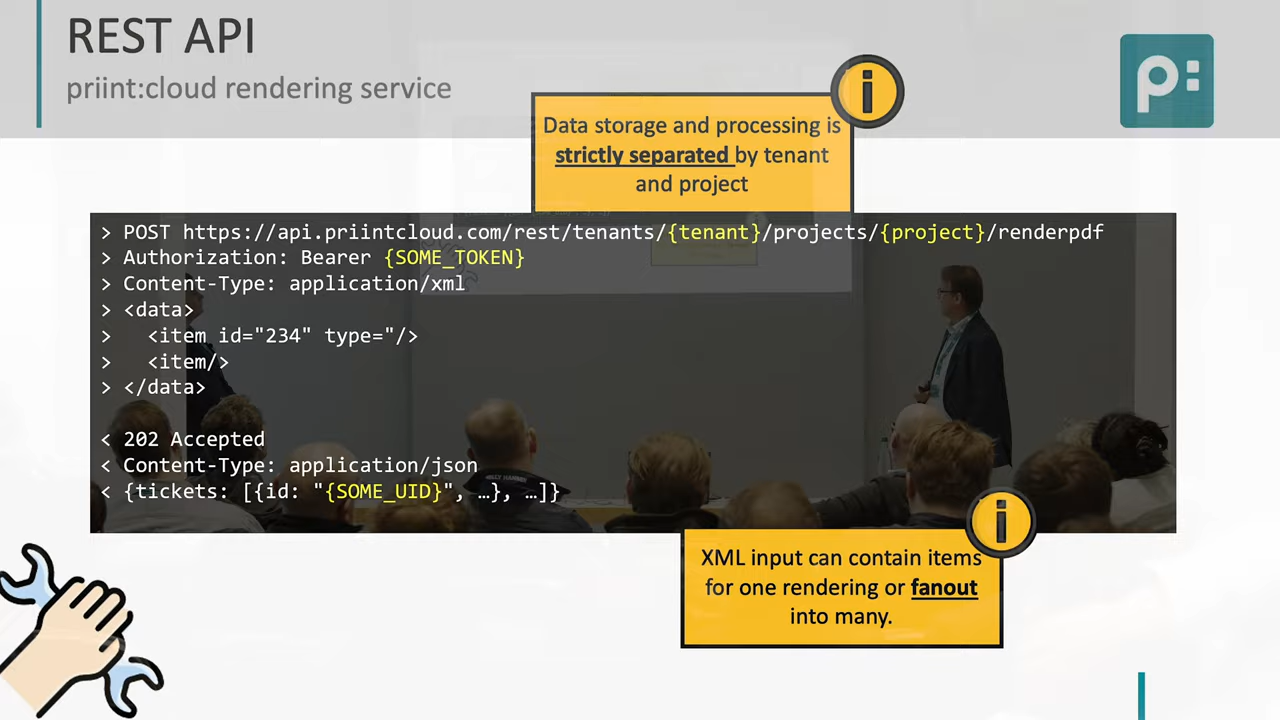 REST API
priint:cloud rendering service
p:
Data storage and processing is
strictly separated by tenant
and project
> POST https://api.priintcloud.com/rest/tenants/{tenant}/projects/{project}/renderpdf
> Authorization: Bearer {SOME_TOKEN}
> Content-Type: application/xml
> <data>
>   <item id="234" type="/>
>   <item/>
> </data>
< 202 Accepted
< Content-Type: application/json
< {tickets: [{id: "{SOME_UID}", …}, …]}
XML input can contain items
for one rendering or fanout
into many.